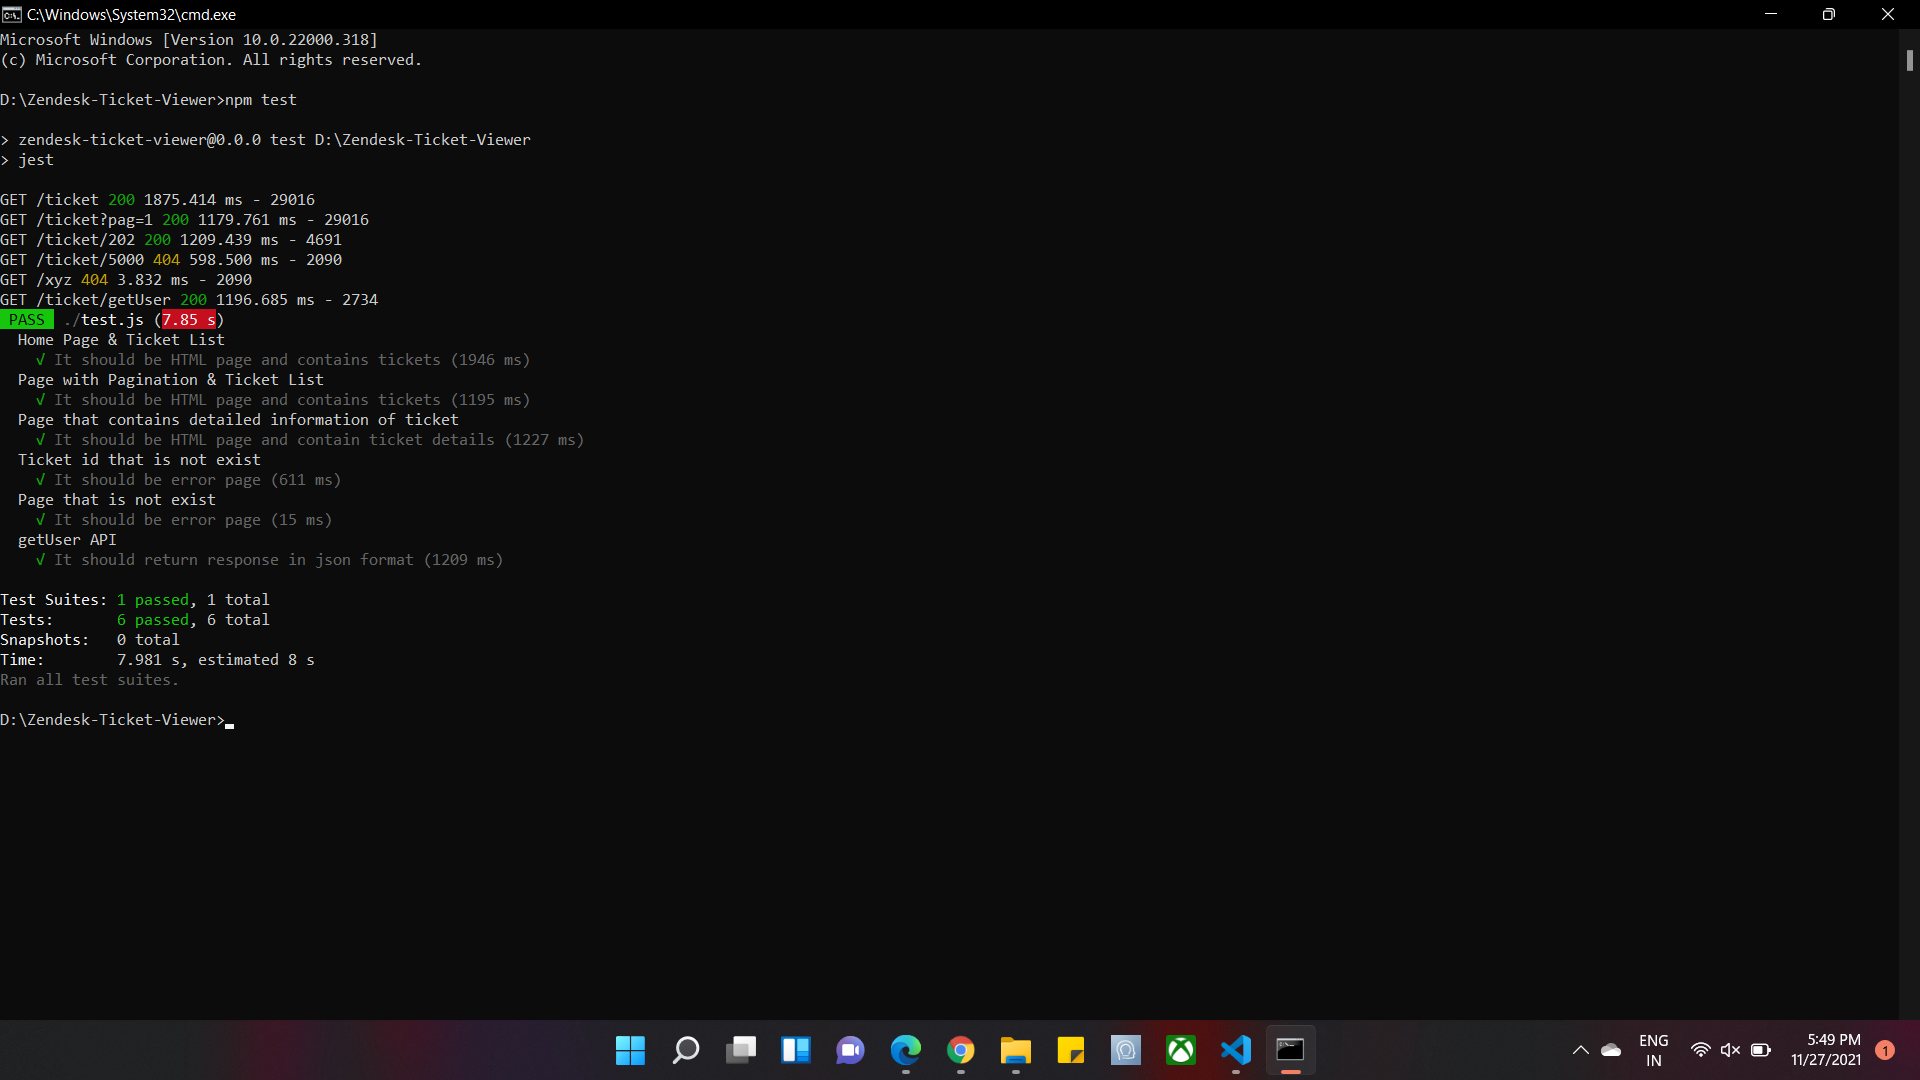 C:\Windows\System32\cmd.exe
Microsoft Windows [Version 10.0.22000.318]
(c) Microsoft Corporation. All rights reserved.
D:\Zendesk-Ticket-Viewer>npm test
> zendesk-ticket-viewer@0.0.0 test D:\Zendesk-Ticket-Viewer
> jest
GET /ticket 200 1875.414 ms - 29016
GET /ticket?pag=1 200 1179.761 ms - 29016
GET /ticket/202 200 1209.439 ms - 4691
GET /ticket/5000 404 598.500 ms - 2090
GET /xyz 404 3.832 ms - 2090
GET /ticket/getUser 200 1196.685 ms - 2734
PASS ./test.js (7.85 s)
Home Page & Ticket List
√ It should be HTML page and contains tickets (1946 ms)
Page with Pagination & Ticket List
√ It should be HTML page and contains tickets (1195 ms)
Page that contains detailed information of ticket
√ It should be HTML page and contain ticket details (1227 ms)
Ticket id that is not exist
√ It should be error page (611 ms)
Page that is not exist
√ It should be error page (15 ms)
getUser API
√ It should return response in json format (1209 ms)
Test Suites: 1 passed, 1 total
Tests: 6 passed, 6 total
Snapshots: 0 total
Time: 7.981 s, estimated 8 s
Ran all test suites.
D:\Zendesk-Ticket-Viewer>
ENG
IN
5:49 PM
11/27/2021
1